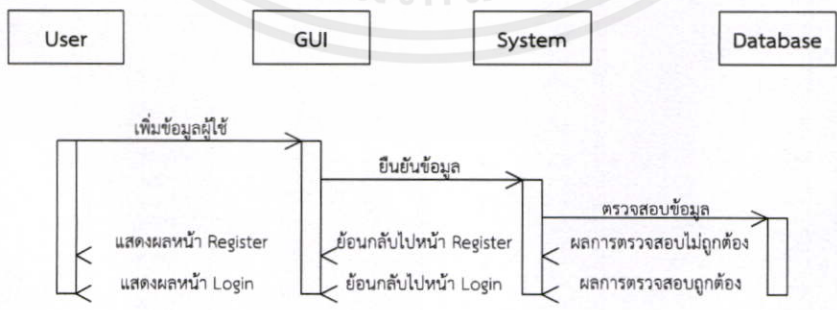 User
GUI
System
Database
เพิ่มข้อมูลผู้ใช้
ยืนยันข้อมูล
ตรวจสอบข้อมูล
แสดงผลหน้า Register
ย้อนกลับไปหน้า Register
ผลการตรวจสอบไม่ถูกต้อง
แสดงผลหน้า Login
ย้อนกลับไปหน้า Login
ผลการตรวจสอบถูกต้อง